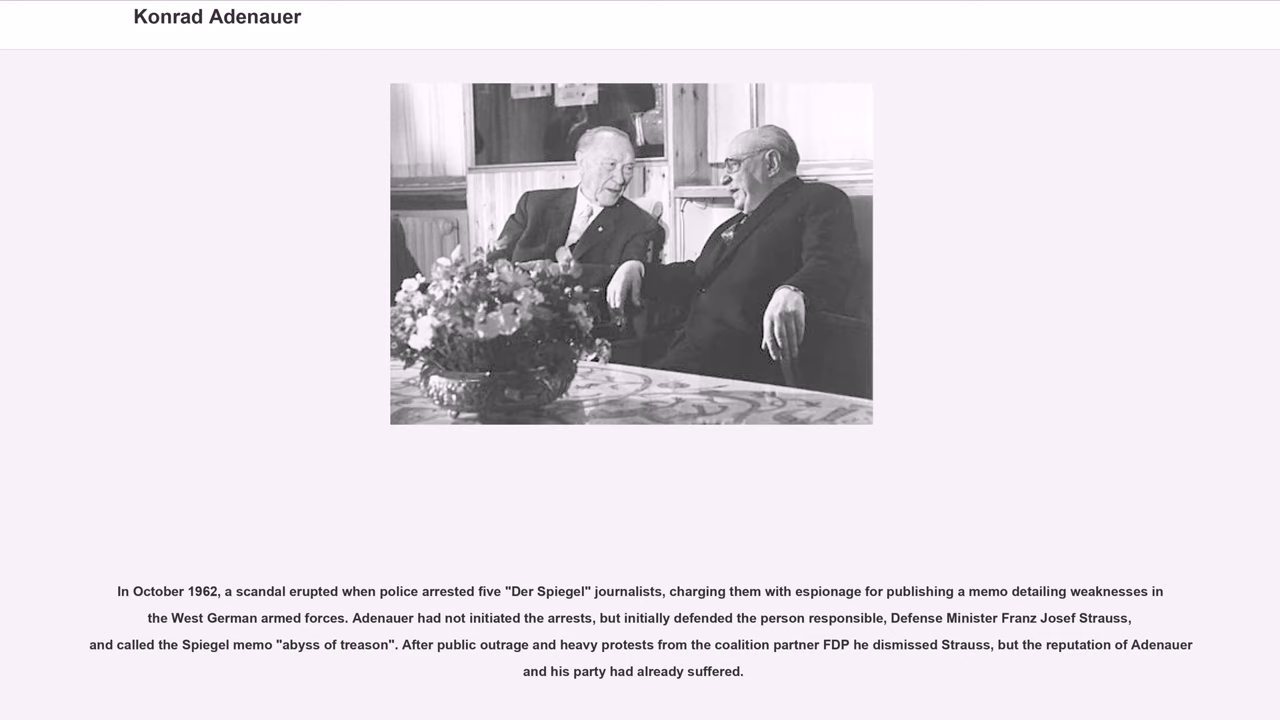 Konrad Adenauer
In October 1962, a scandal erupted when police arrested five "Der Spiegel" journalists, charging them with espionage for publishing a memo detailing weaknesses in
the West German armed forces. Adenauer had not initiated the arrests, but initially defended the person responsible, Defense Minister Franz Josef Strauss,
and called the Spiegel memo "abyss of treason". After public outrage and heavy protests from the coalition partner FDP he dismissed Strauss, but the reputation of Adenauer
and his party had already suffered.